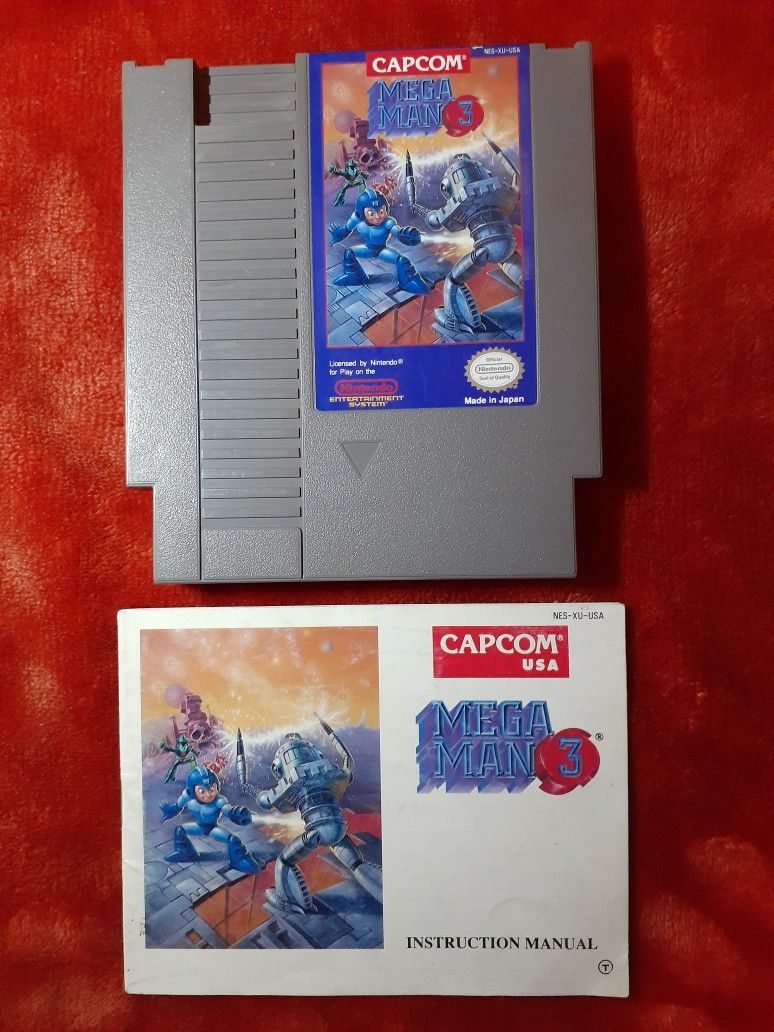 NES-XU-USA
CAPCOM®
MEGA
MAN 3
Licensed by Nintendo®
for Play on the
Nintendo
ENTERTAINMENT
SYSTEM®
Official
Nintendo
Seal of Quality
Made in Japan
NES-XU-USA
CAPCOM®
USA
MEGA
MAN 3®
INSTRUCTION MANUAL
T